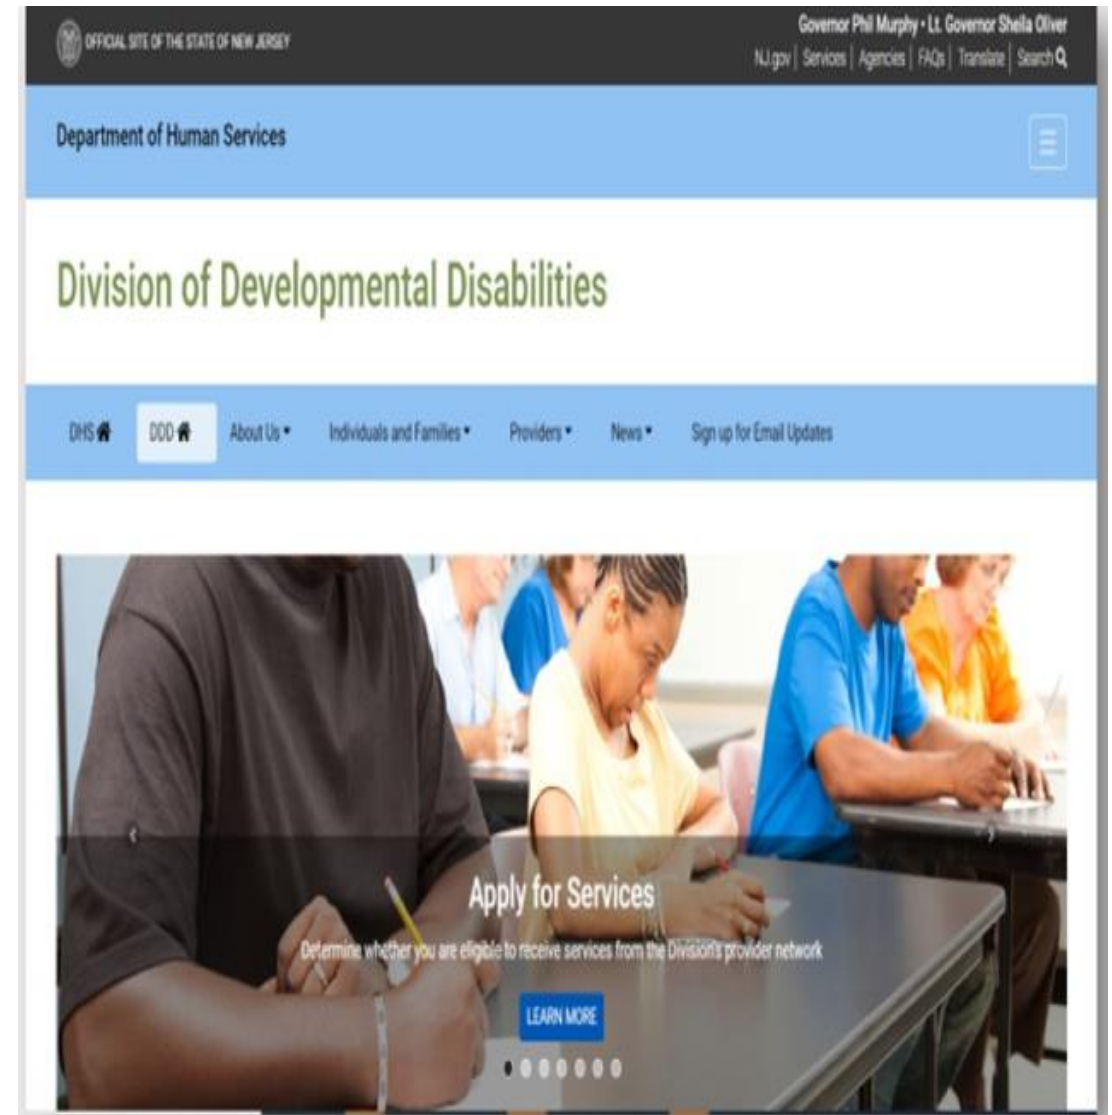 OFFICIAL SITE OF THE STATE OF NEW JERSEY
Governor Phil Murphy • Lt. Governor Sheila Oliver
NJ.gov | Services | Agencies | FAQs | Translate | Search
Department of Human Services
Division of Developmental Disabilities
DHS DDD About Us Individuals and Families Providers News Sign up for Email Updates
Apply for Services
Determine whether you are eligible to receive services from the Division's provider network
LEARN MORE